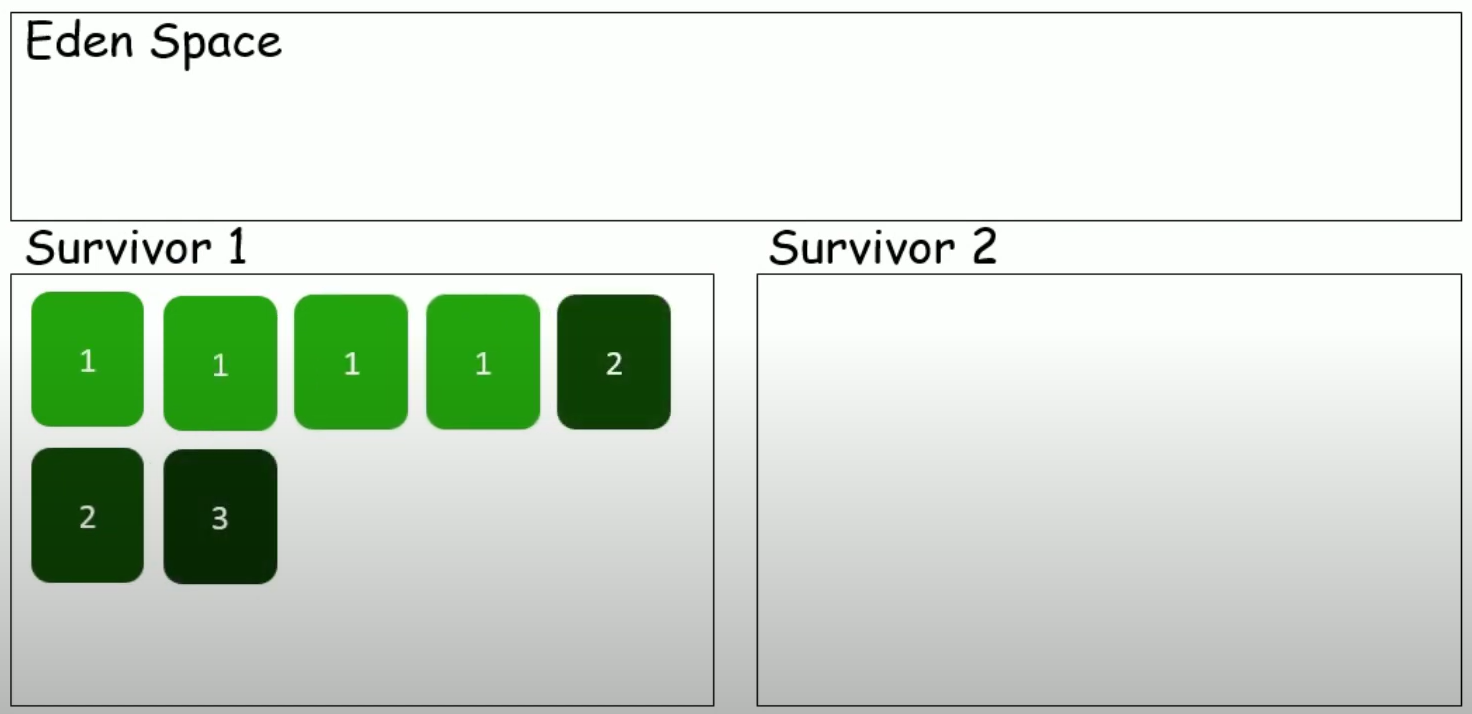 Eden Space
Survivor 1
Survivor 2
1 1 1 1 2
2 3